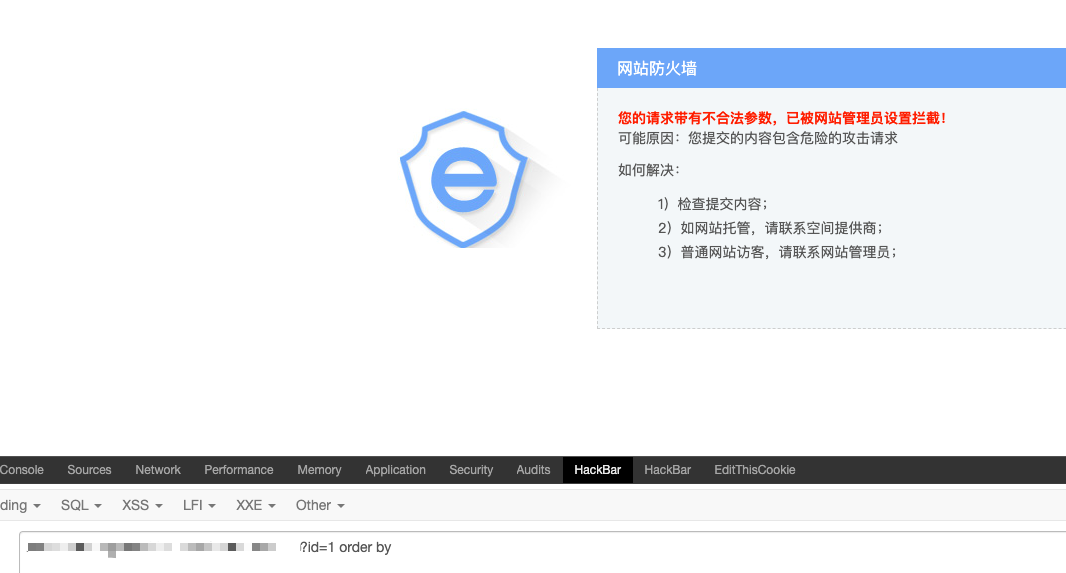 网站防火墙
您的请求带有不合法参数，已被网站管理员设置拦截！
可能原因：您提交的内容包含危险的攻击请求
如何解决：
1）检查提交内容；
2）如网站托管，请联系空间提供商；
3）普通网站访客，请联系网站管理员；
Console Sources Network Performance Memory Application Security Audits HackBar HackBar EditThisCookie
ding SQL XSS LFI XXE Other
/?id=1 order by